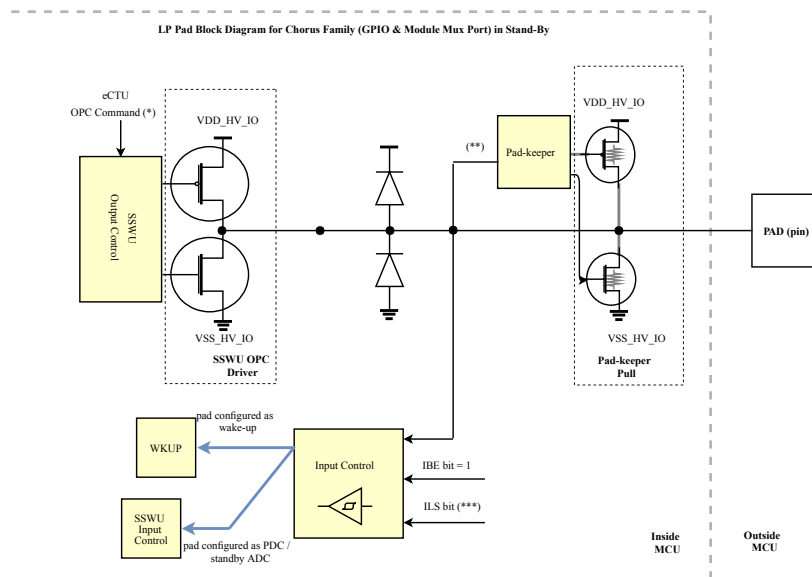 LP Pad Block Diagram for Chorus Family (GPIO & Module Mux Port) in Stand-By
eCTU
OPC Command (*)
VDD_HV_IO
VDD_HV_IO
(**)
Pad-keeper
SSWU
Output Control
PAD (pin)
VSS_HV_IO
VSS_HV_IO
SSWU OPC
Driver
Pad-keeper
Pull
pad configured as
wake-up
WKUP
Input Control
IBE bit = 1
SSWU
Input
Control
ILS bit (***)
pad configured as PDC /
standby ADC
Inside
MCU
Outside
MCU